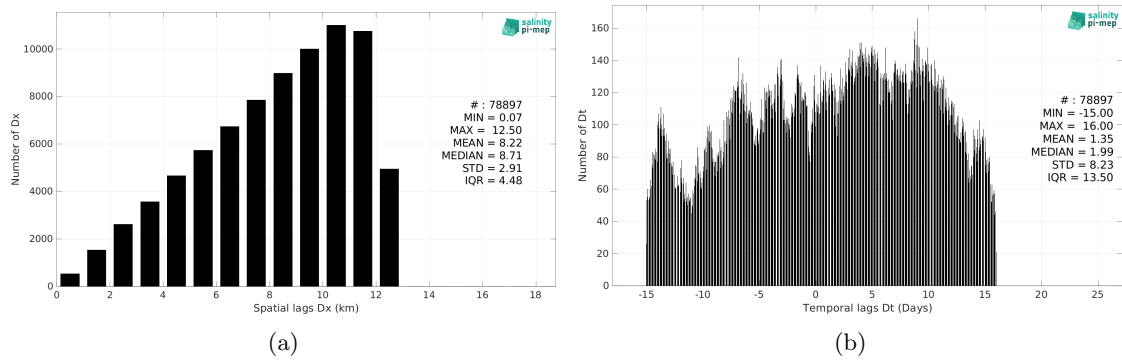 salinity
pi-mep
# : 78897
MIN = 0.07
MAX = 12.50
MEAN = 8.22
MEDIAN = 8.71
STD = 2.91
IQR = 4.48
Number of Dx
10000
8000
6000
4000
2000
0
0 2 4 6 8 10 12 14 16 18
Spatial lags Dx (km)
(a)
salinity
pi-mep
# : 78897
MIN = -15.00
MAX = 16.00
MEAN = 1.35
MEDIAN = 1.99
STD = 8.23
IQR = 13.50
Number of Dt
160
140
120
100
80
60
40
20
0
-15 -10 -5 0 5 10 15 20 25
Temporal lags Dt (Days)
(b)